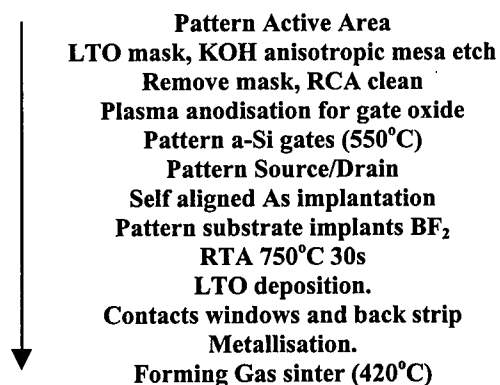 Pattern Active Area
LTO mask, KOH anisotropic mesa etch
Remove mask, RCA clean
Plasma anodisation for gate oxide
Pattern a-Si gates (550°C)
Pattern Source/Drain
Self aligned As implantation
Pattern substrate implants BF₂
RTA 750°C 30s
LTO deposition.
Contacts windows and back strip
Metallisation.
Forming Gas sinter (420°C)